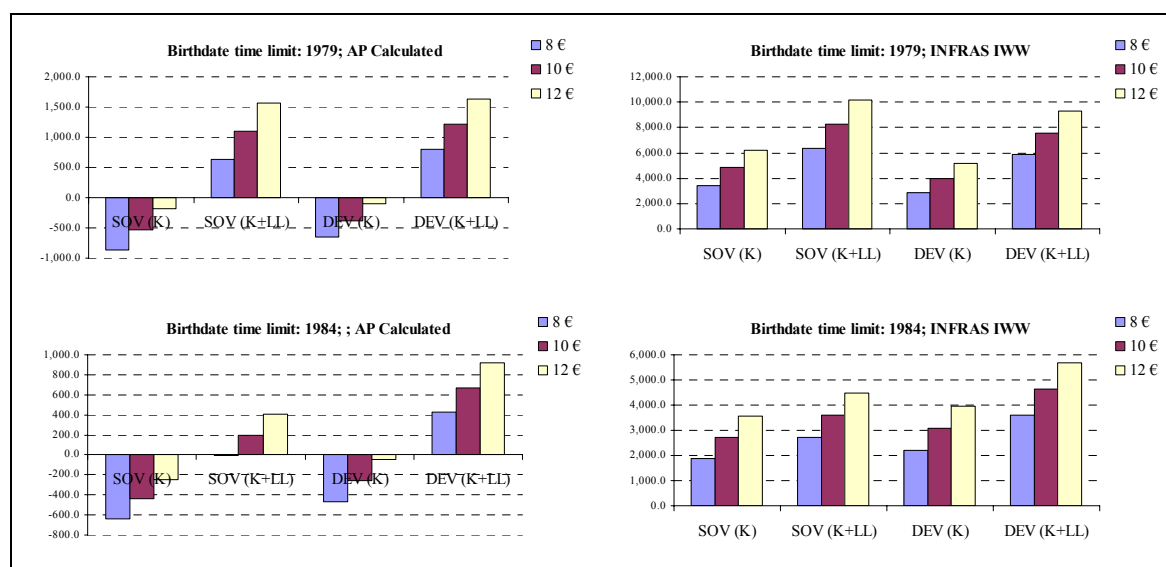 Birthdate time limit: 1979; AP Calculated
8 €
10 €
12 €
2,000.0
1,500.0
1,000.0
500.0
0.0
-500.0
-1,000.0
SOV (K)
SOV (K+LL)
DEV (K)
DEV (K+LL)
Birthdate time limit: 1979; INFRAS IWW
8 €
10 €
12 €
12,000.0
10,000.0
8,000.0
6,000.0
4,000.0
2,000.0
0.0
SOV (K)
SOV (K+LL)
DEV (K)
DEV (K+LL)
Birthdate time limit: 1984; ; AP Calculated
8 €
10 €
12 €
1,000.0
800.0
600.0
400.0
200.0
0.0
-200.0
-400.0
-600.0
-800.0
SOV (K)
SOV (K+LL)
DEV (K)
DEV (K+LL)
Birthdate time limit: 1984; INFRAS IWW
8 €
10 €
12 €
6,000.0
5,000.0
4,000.0
3,000.0
2,000.0
1,000.0
0.0
SOV (K)
SOV (K+LL)
DEV (K)
DEV (K+LL)